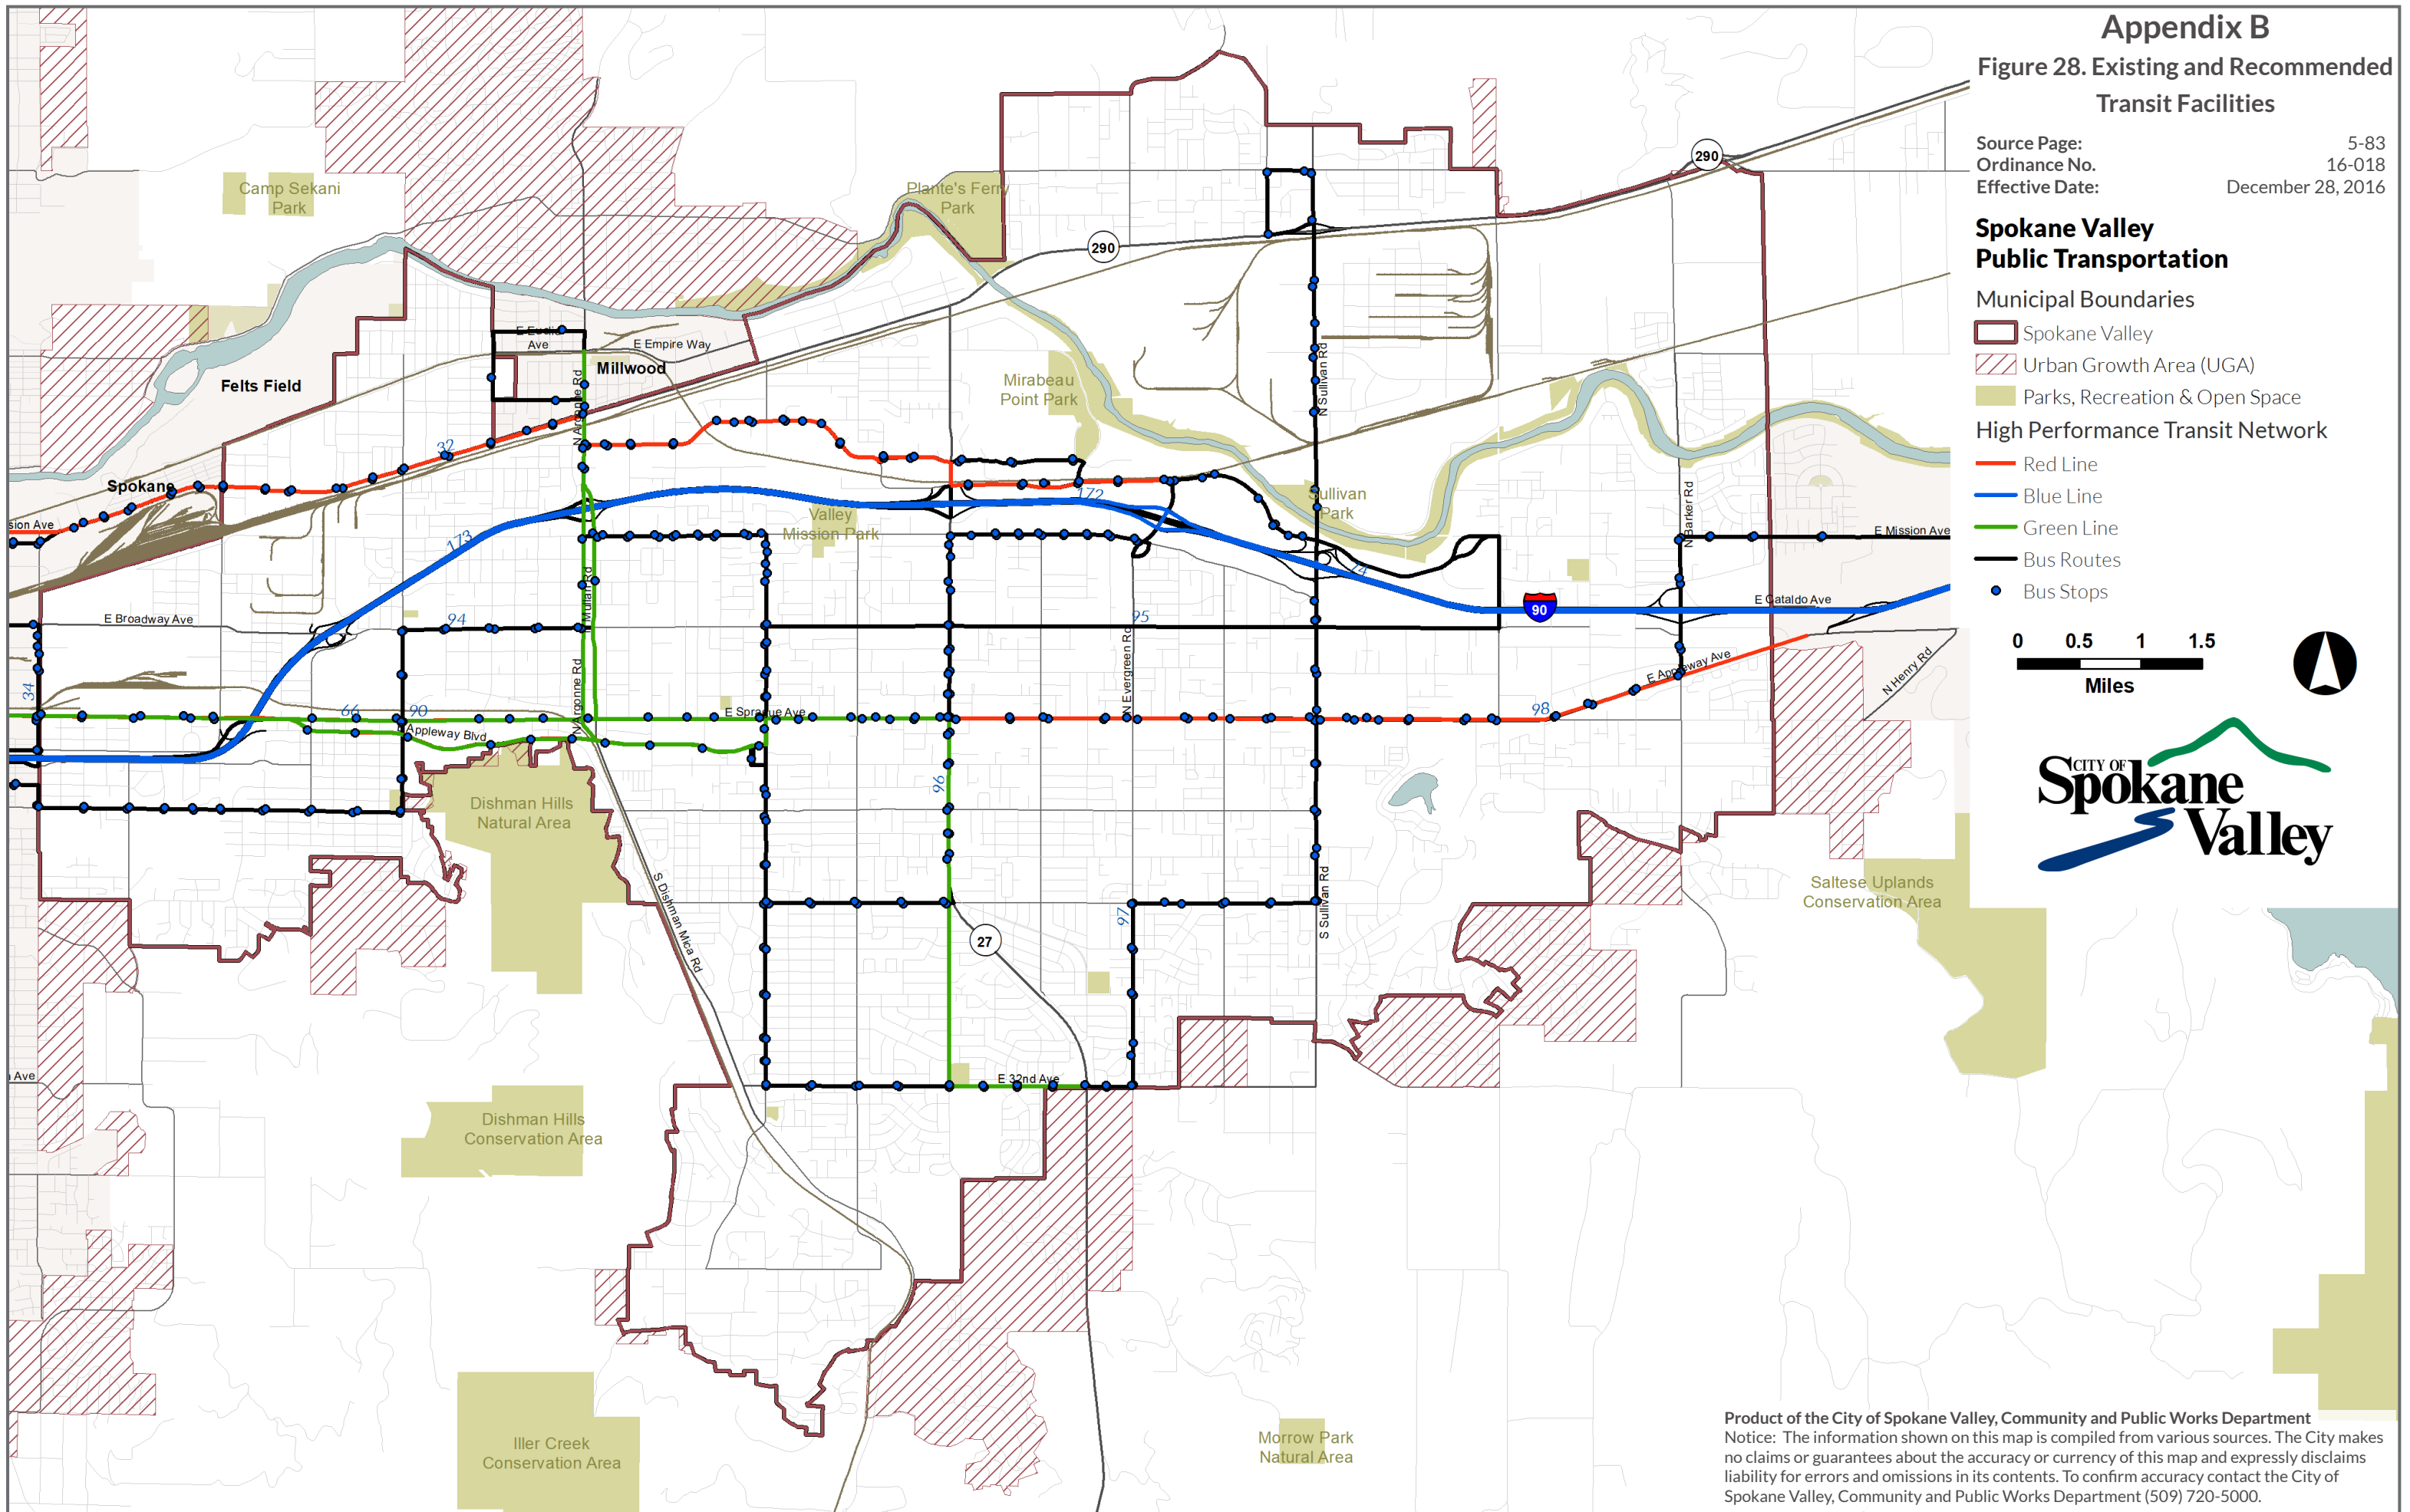 Appendix B
Figure 28. Existing and Recommended
Transit Facilities
Source Page: 5-83
Ordinance No. 16-018
Effective Date: December 28, 2016
Spokane Valley
Public Transportation
Municipal Boundaries
Spokane Valley
Urban Growth Area (UGA)
Parks, Recreation & Open Space
High Performance Transit Network
Red Line
Blue Line
Green Line
Bus Routes
Bus Stops
0 0.5 1 1.5
Miles
CITY OF
Spokane
Valley
290
290
Camp Sekani
Park
Plante's Ferry
Park
E Euclid
Ave
E Empire Way
Millwood
Felts Field
Mirabeau
Point Park
N Sullivan Rd
N Argonne Rd
32
Spokane
sion Ave
172
Sullivan
Park
Valley
Mission Park
173
74
N Barker Rd
E Mission Ave
90
E Cataldo Ave
E Broadway Ave
94
N Mullan Rd
95
N Evergreen Rd
34
N Argonne Rd
E Appleway Ave
N Henry Rd
66
90
E Sprague Ave
98
Appleway Blvd
96
Dishman Hills
Natural Area
S Dishman Mica Rd
97
S Sullivan Rd
27
Saltese Uplands
Conservation Area
Ave
E 32nd Ave
Dishman Hills
Conservation Area
Iller Creek
Conservation Area
Morrow Park
Natural Area
Product of the City of Spokane Valley, Community and Public Works Department
Notice: The information shown on this map is compiled from various sources. The City makes
no claims or guarantees about the accuracy or currency of this map and expressly disclaims
liability for errors and omissions in its contents. To confirm accuracy contact the City of
Spokane Valley, Community and Public Works Department (509) 720-5000.